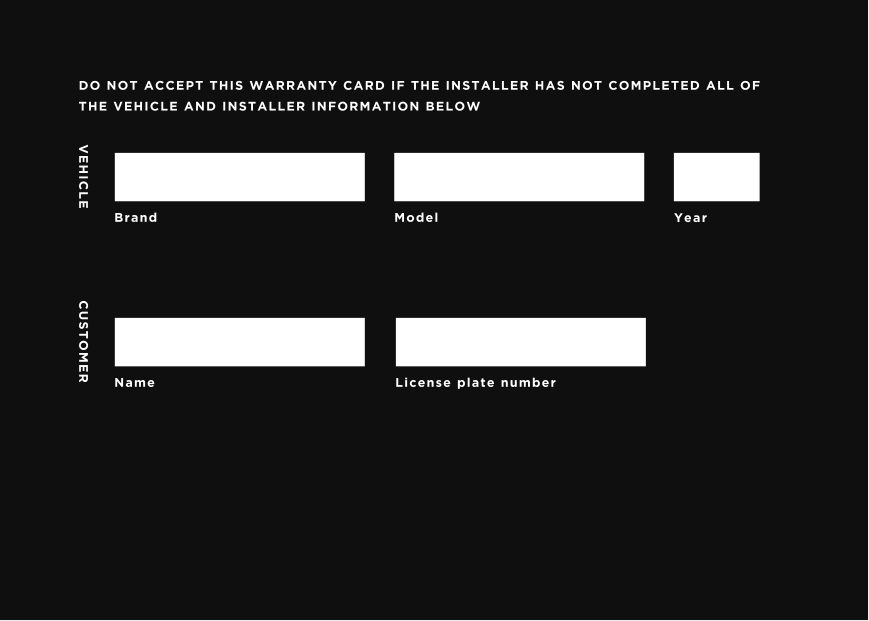 DO NOT ACCEPT THIS WARRANTY CARD IF THE INSTALLER HAS NOT COMPLETED ALL OF
THE VEHICLE AND INSTALLER INFORMATION BELOW
VEHICLE
Brand
Model
Year
CUSTOMER
Name
License plate number